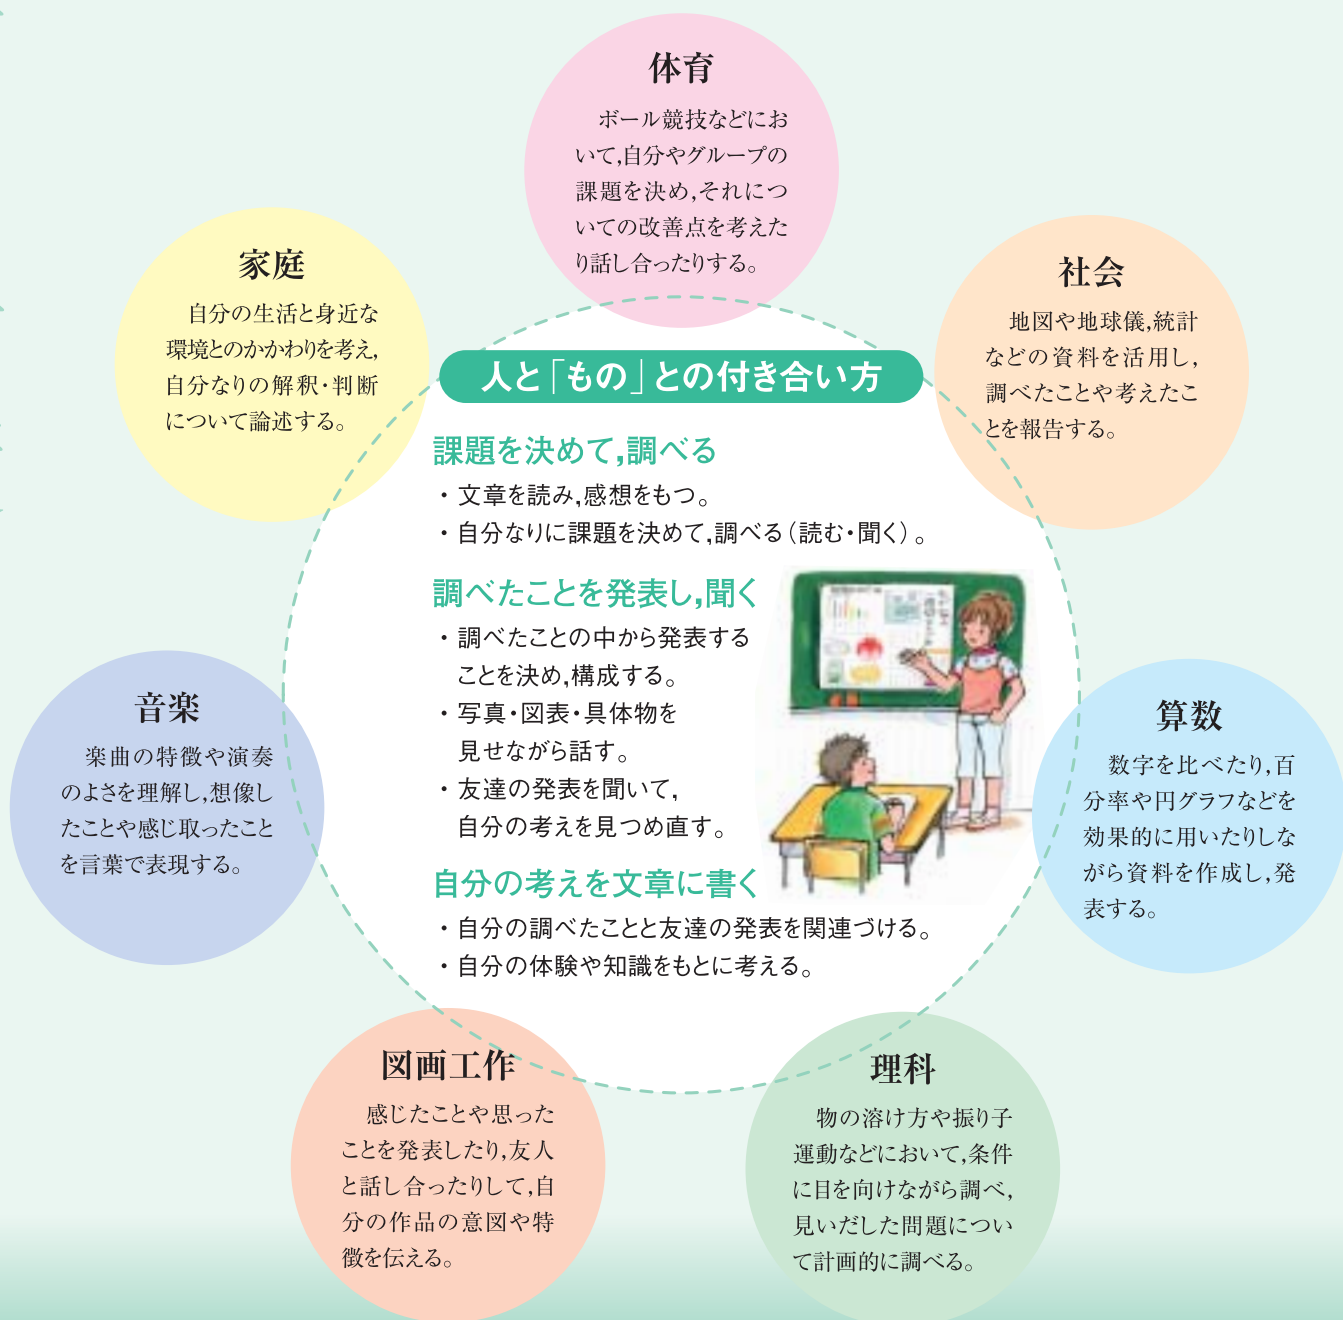 体育
ボール競技などにお
いて,自分やグループの
課題を決め,それにつ
いての改善点を考えた
り話し合ったりする。
家庭
自分の生活と身近な
環境とのかかわりを考え,
自分なりの解釈・判断
について論述する。
社会
地図や地球儀,統計
などの資料を活用し,
調べたことや考えたこ
とを報告する。
人と「もの」との付き合い方
課題を決めて,調べる
・文章を読み,感想をもつ。
・自分なりに課題を決めて,調べる(読む・聞く)。
調べたことを発表し,聞く
・調べたことの中から発表する
ことを決め,構成する。
・写真・図表・具体物を
見せながら話す。
・友達の発表を聞いて,
自分の考えを見つめ直す。
自分の考えを文章に書く
・自分の調べたことと友達の発表を関連づける。
・自分の体験や知識をもとに考える。
音楽
楽曲の特徴や演奏
のよさを理解し,想像し
たことや感じ取ったこと
を言葉で表現する。
算数
数字を比べたり,百
分率や円グラフなどを
効果的に用いたりしな
がら資料を作成し,発
表する。
図画工作
感じたことや思った
ことを発表したり,友人
と話し合ったりして,自
分の作品の意図や特
徴を伝える。
理科
物の溶け方や振り子
運動などにおいて,条件
に目を向けながら調べ,
見いだした問題につい
て計画的に調べる。